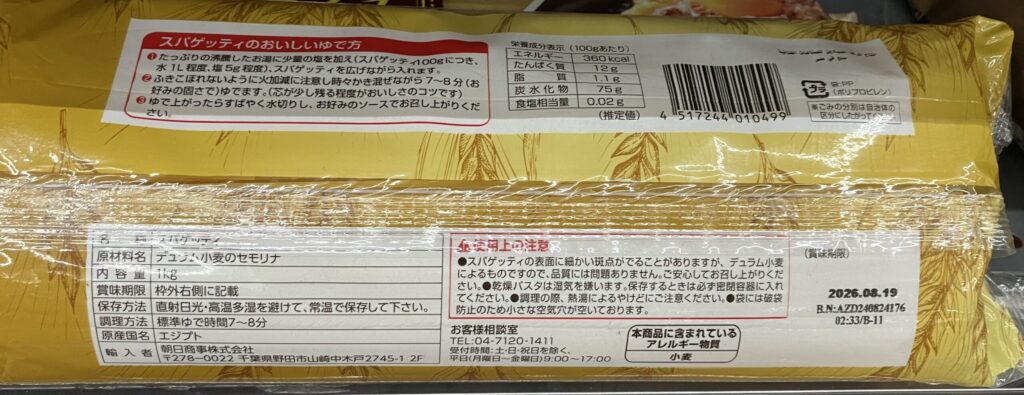 スパゲッティのおいしいゆで方
❶たっぷりの沸騰したお湯に少量の塩を加え(スパゲッティ100gにつき、
水1L程度、塩5g程度)、スパゲッティを広げながら入れます。
❷ふきこぼれないように火加減に注意し時々かき混ぜながら7〜8分(お
好みの固さで)ゆでます。(芯が少し残る程度がおいしさのコツです)
❸ゆで上がったらすばやく水切りし、お好みのソースでお召し上がりくだ
さい。
栄養成分表示(100gあたり)
エネルギー 360kcal
たんぱく質 12g
脂質 1.1g
炭水化物 75g
食塩相当量 0.02g
(推定値)
4 517244 010499
プラ
袋:PP
(ポリプロピレン)
※ごみの分別は自治体の
区分にしたがって
名称 スパゲッティ
原材料名 デュラム小麦のセモリナ
内容量 1kg
賞味期限 枠外右側に記載
保存方法 直射日光・高温多湿を避けて、常温で保存して下さい。
調理方法 標準ゆで時間7〜8分
原産国名 エジプト
輸入者 朝日商事株式会社
〒278-0022 千葉県野田市山崎中木戸2745-1 2F
使用上の注意
●スパゲッティの表面に細かい斑点がでることがありますが、デュラム小麦
によるものですので、品質には問題ありません。ご安心してお召し上がりくだ
さい。●乾燥パスタは湿気を嫌います。保存するときは必ず密閉容器に入れ
てください。●調理の際、熱湯によるやけどにご注意ください。●袋には破袋
防止のため小さな空気穴が空いております。
お客様相談室
TEL:04-7120-1411
受付時間:土・日・祝日を除く、
平日(月曜日〜金曜日)9:00〜17:00
本商品に含まれている
アレルギー物質
小麦
(賞味期限)
2026.08.19
B.N:AZD240824176
02:33/B-11